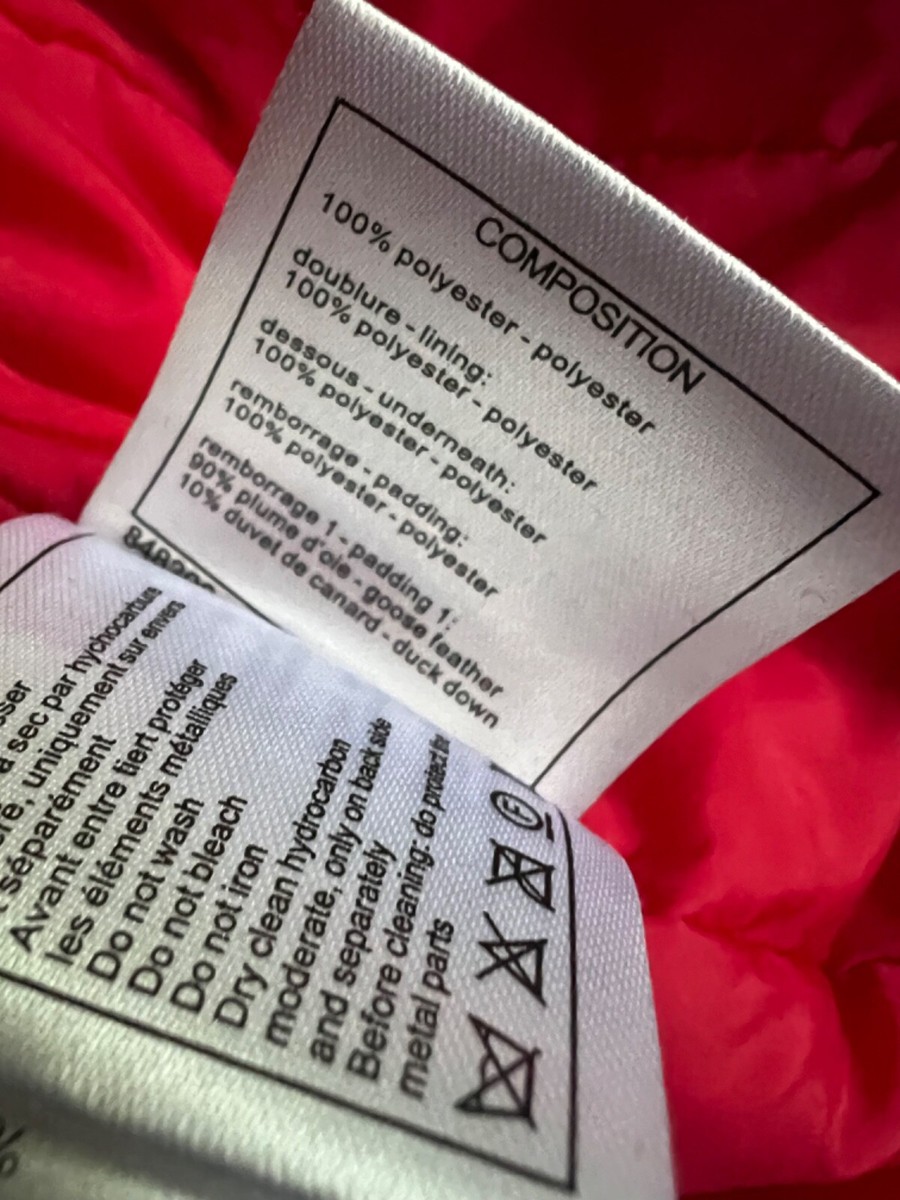 COMPOSITION
100% polyester - polyester
doublure - lining:
100% polyester - polyester
dessous - underneath:
100% polyester - polyester
remborrage - padding:
100% polyester - polyester
remborrage 1 - padding 1:
90% plume d'oie - goose feather
10% duvet de canard - duck down
à sec par hychocarbus
uniquement sur envers
séparément
Avant entre tiert protéger
les éléments métalliques
Do not wash
Do not bleach
Do not iron
Dry clean hydrocarbon
moderate, only on back side
and separately
Before cleaning: do protect the
metal parts
F